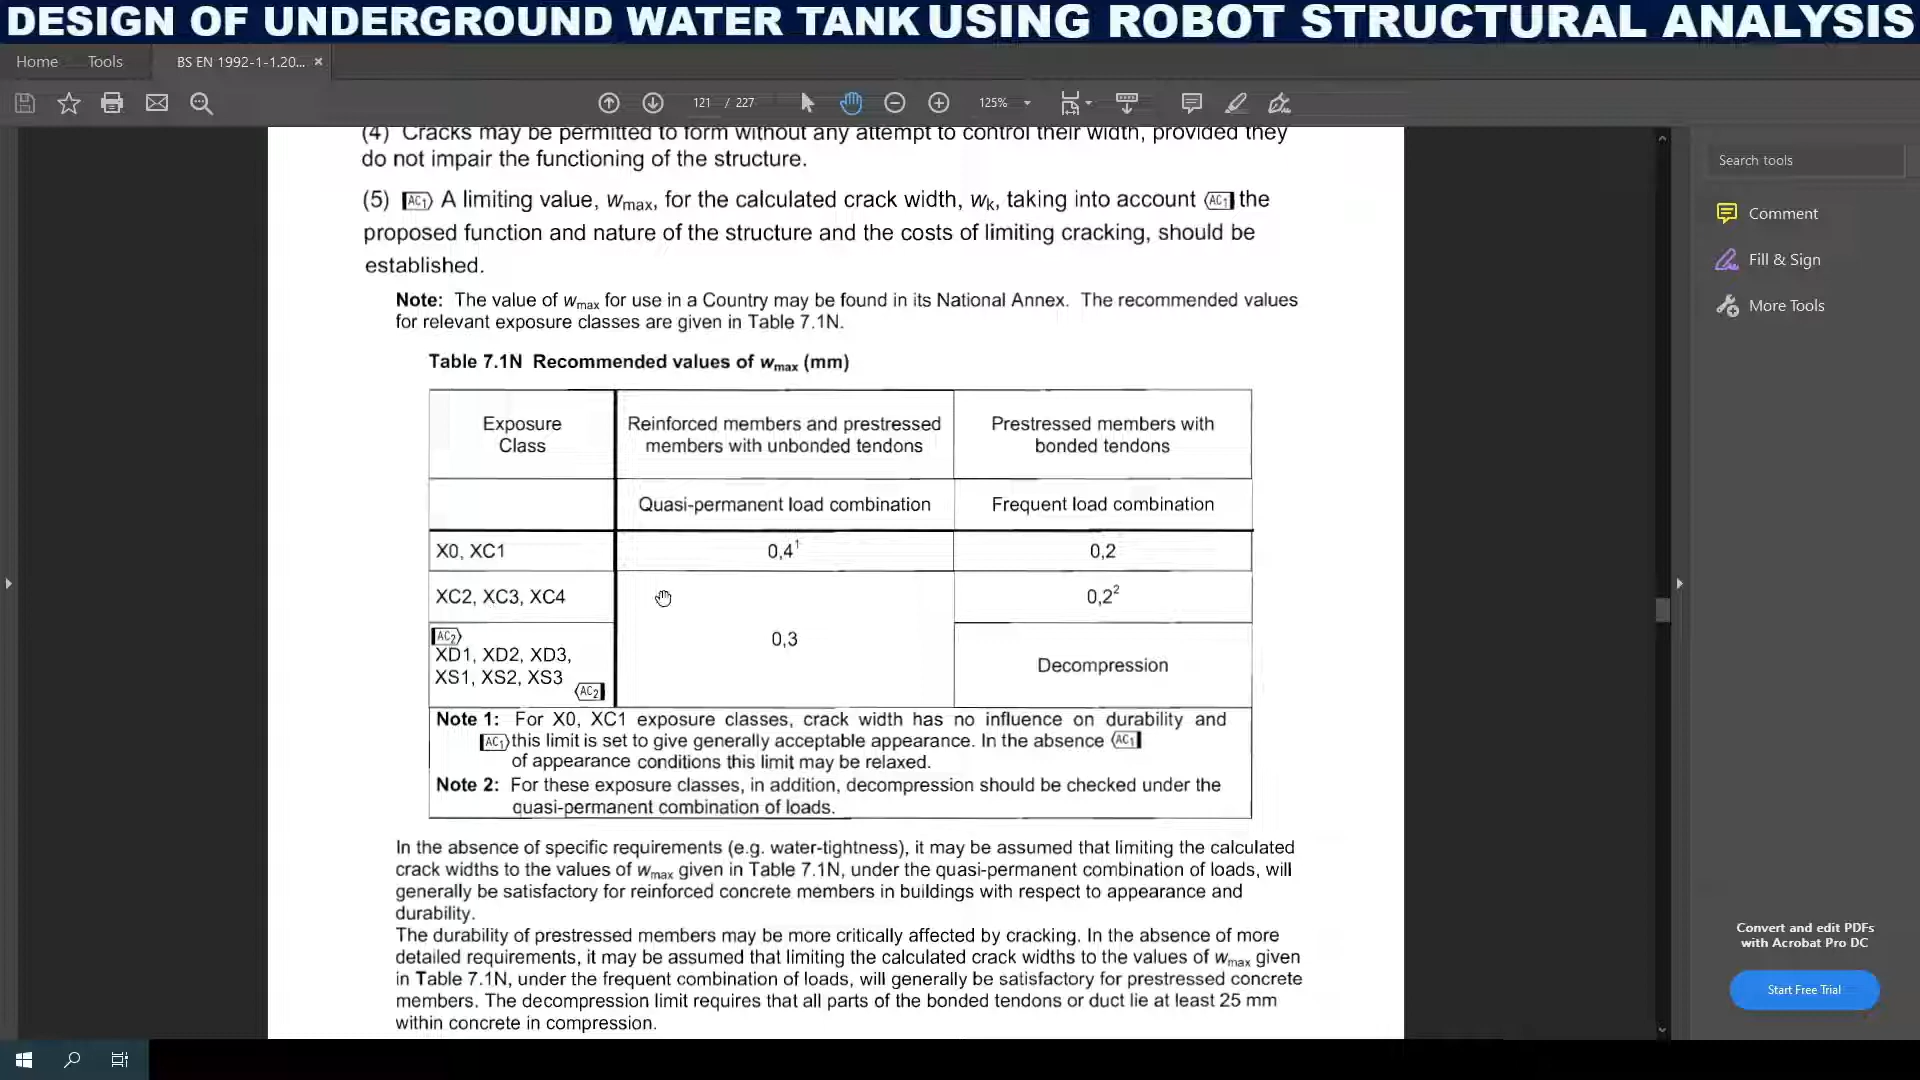 DESIGN OF UNDERGROUND WATER TANK USING ROBOT STRUCTURAL ANALYSIS
Home Tools BS EN 1992-1-1.20... ×
121 / 227 125%
(4) Cracks may be permitted to form without any attempt to control their width, provided they
do not impair the functioning of the structure.
(5) AC1 A limiting value, wmax, for the calculated crack width, wk, taking into account AC1 the
proposed function and nature of the structure and the costs of limiting cracking, should be
established.
Note: The value of wmax for use in a Country may be found in its National Annex. The recommended values
for relevant exposure classes are given in Table 7.1N.
Table 7.1N Recommended values of wmax (mm)
Exposure
Class
Reinforced members and prestressed
members with unbonded tendons
Prestressed members with
bonded tendons
Quasi-permanent load combination
Frequent load combination
X0, XC1
0,4¹
0,2
XC2, XC3, XC4
0,3
0,2²
AC2
XD1, XD2, XD3,
XS1, XS2, XS3
AC2
Decompression
Note 1: For X0, XC1 exposure classes, crack width has no influence on durability and
AC1 this limit is set to give generally acceptable appearance. In the absence AC1
of appearance conditions this limit may be relaxed.
Note 2: For these exposure classes, in addition, decompression should be checked under the
quasi-permanent combination of loads.
In the absence of specific requirements (e.g. water-tightness), it may be assumed that limiting the calculated
crack widths to the values of wmax given in Table 7.1N, under the quasi-permanent combination of loads, will
generally be satisfactory for reinforced concrete members in buildings with respect to appearance and
durability.
The durability of prestressed members may be more critically affected by cracking. In the absence of more
detailed requirements, it may be assumed that limiting the calculated crack widths to the values of wmax given
in Table 7.1N, under the frequent combination of loads, will generally be satisfactory for prestressed concrete
members. The decompression limit requires that all parts of the bonded tendons or duct lie at least 25 mm
within concrete in compression.
Search tools
Comment
Fill & Sign
More Tools
Convert and edit PDFs
with Acrobat Pro DC
Start Free Trial